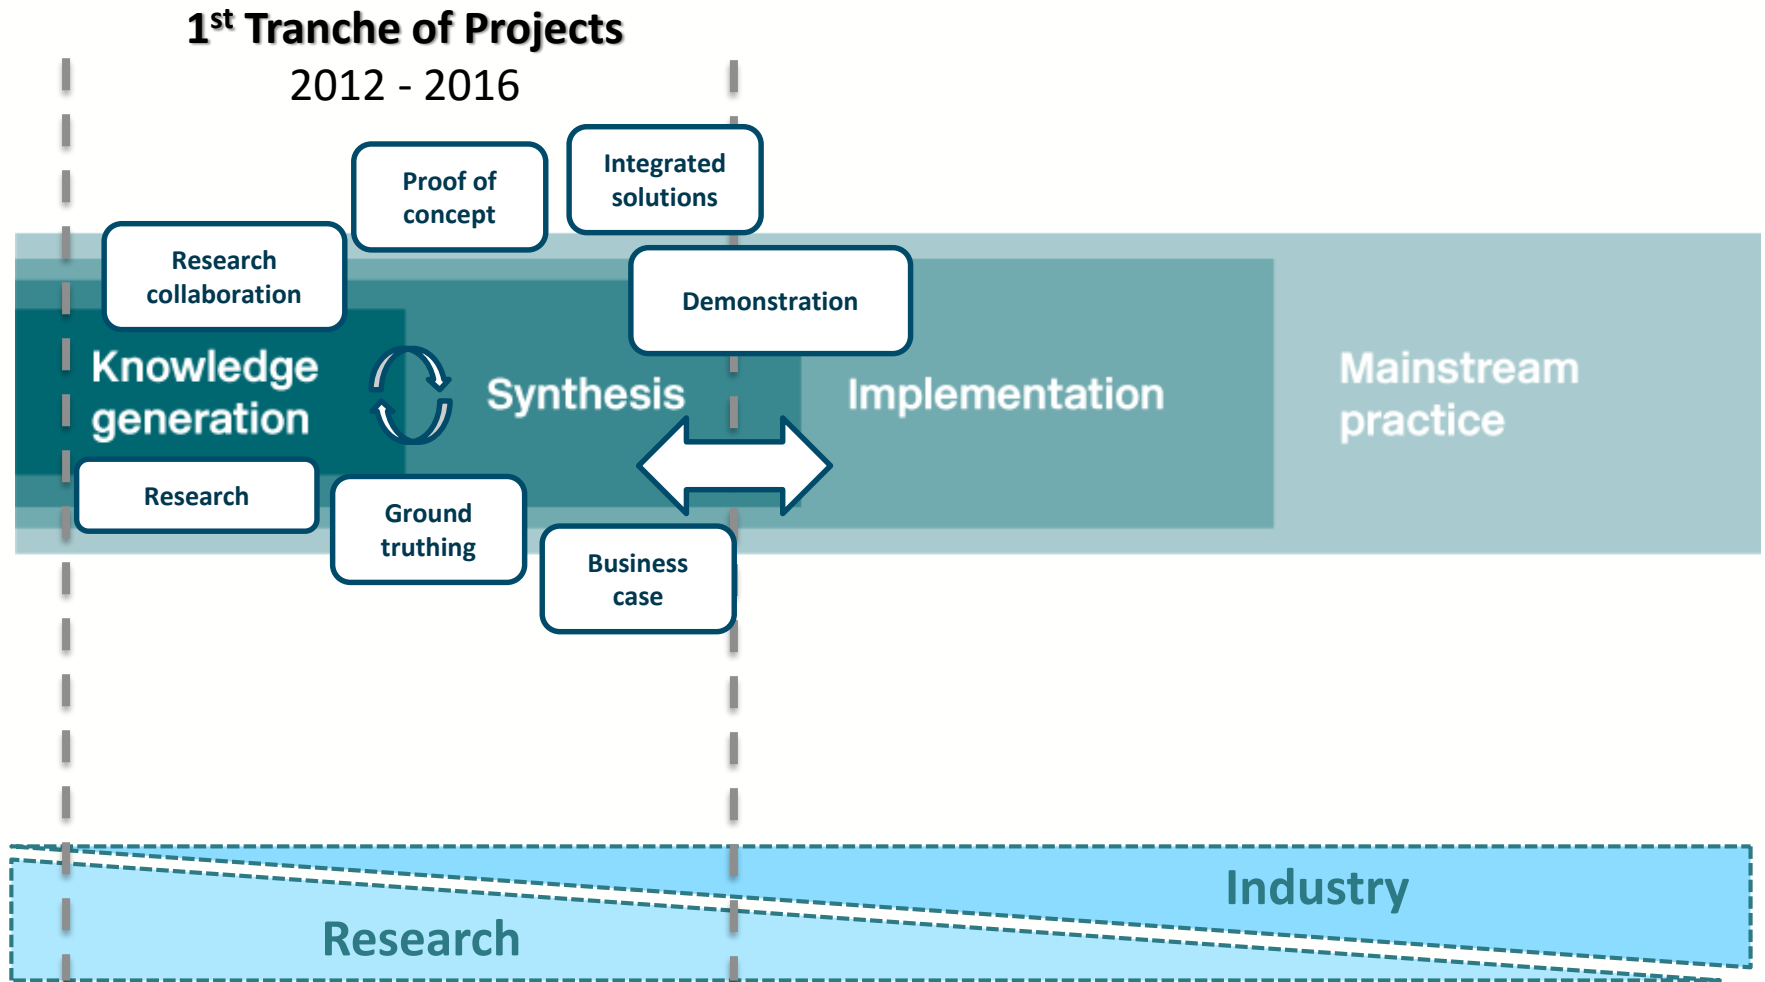 1st Tranche of Projects
2012 - 2016
Proof of
concept
Integrated
solutions
Research
collaboration
Demonstration
Knowledge
generation
Synthesis
Implementation
Mainstream
practice
Research
Ground
truthing
Business
case
Industry
Research